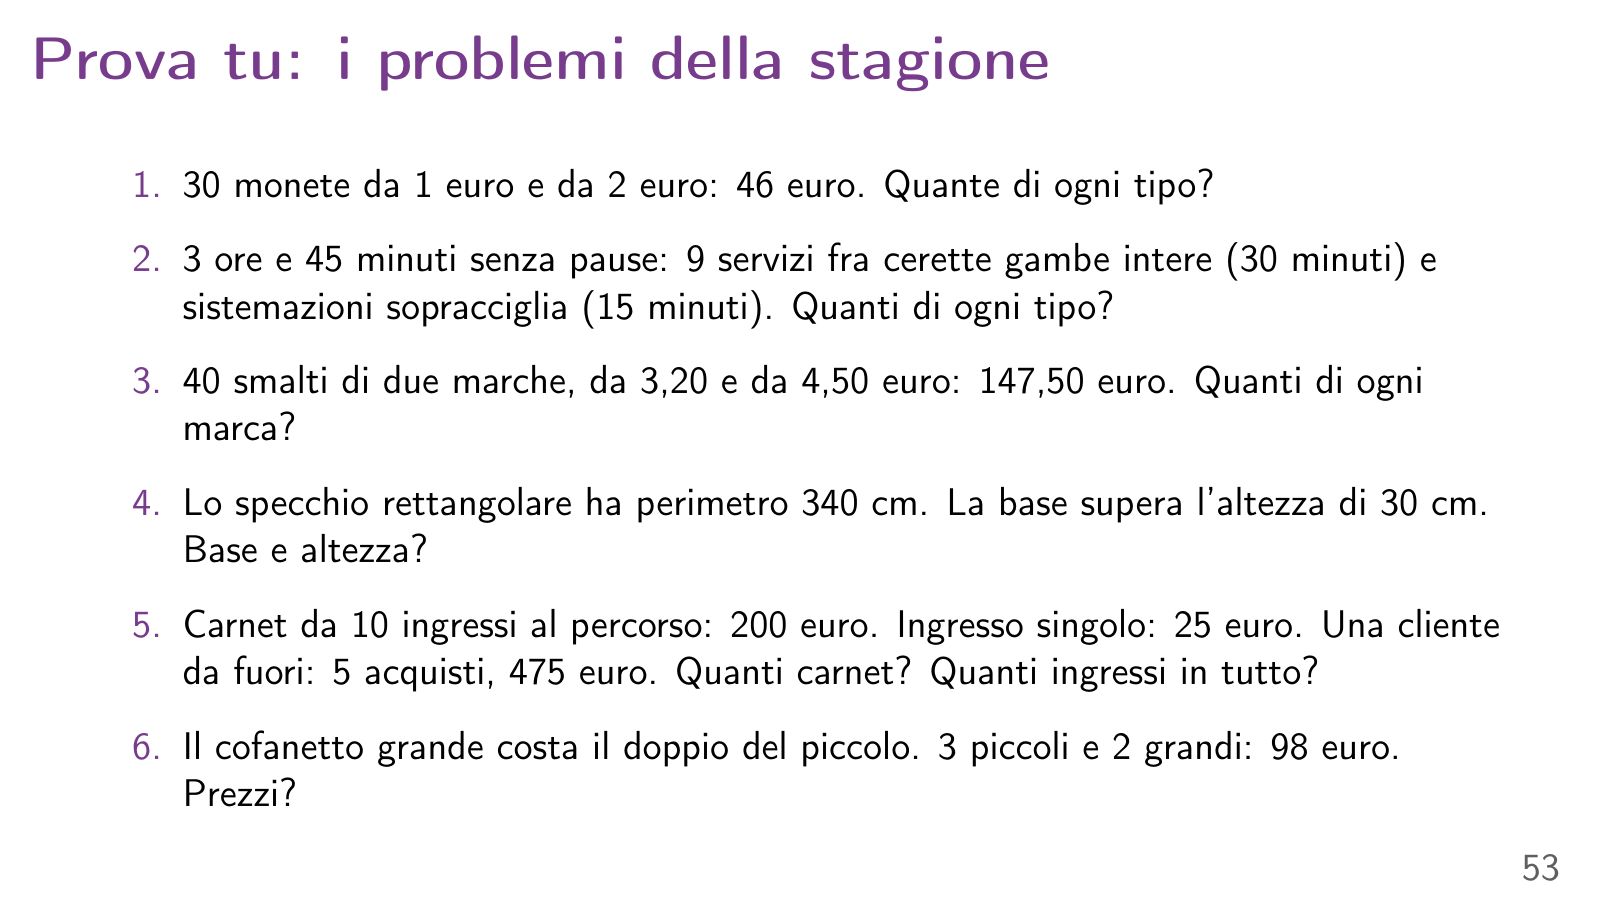 Prova tu: i problemi della stagione
1. 30 monete da 1 euro e da 2 euro: 46 euro. Quante di ogni tipo?
2. 3 ore e 45 minuti senza pause: 9 servizi fra cerette gambe intere (30 minuti) e
sistemazioni sopracciglia (15 minuti). Quanti di ogni tipo?
3. 40 smalti di due marche, da 3,20 e da 4,50 euro: 147,50 euro. Quanti di ogni
marca?
4. Lo specchio rettangolare ha perimetro 340 cm. La base supera l'altezza di 30 cm.
Base e altezza?
5. Carnet da 10 ingressi al percorso: 200 euro. Ingresso singolo: 25 euro. Una cliente
da fuori: 5 acquisti, 475 euro. Quanti carnet? Quanti ingressi in tutto?
6. Il cofanetto grande costa il doppio del piccolo. 3 piccoli e 2 grandi: 98 euro.
Prezzi?
53